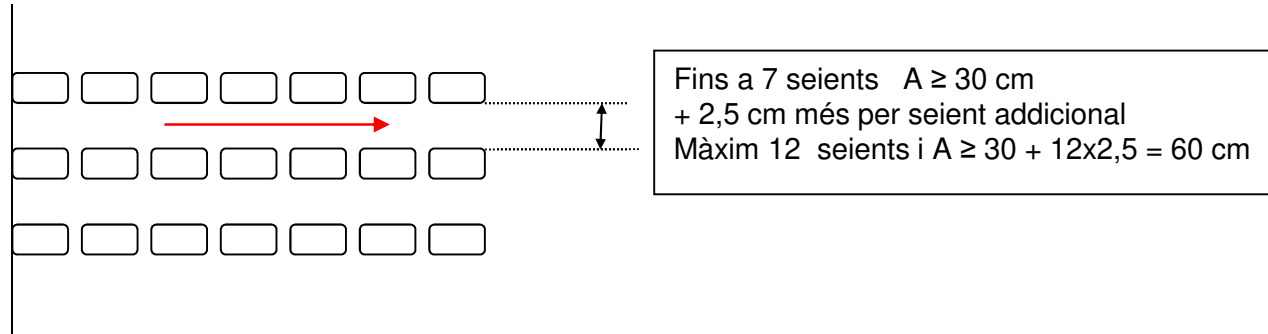 Fins a 7 seients A ≥ 30 cm
+ 2,5 cm més per seient addicional
Màxim 12 seients i A ≥ 30 + 12x2,5 = 60 cm